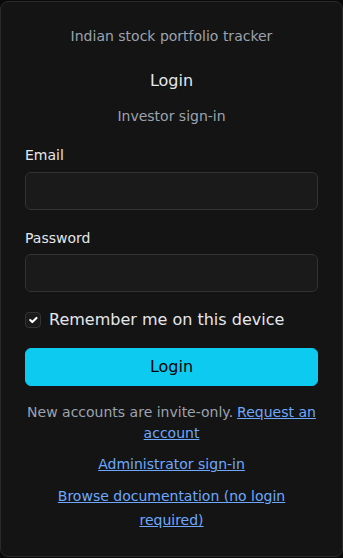 Indian stock portfolio tracker
Login
Investor sign-in
Email
Password
Remember me on this device
Login
New accounts are invite-only. Request an
account
Administrator sign-in
Browse documentation (no login
required)